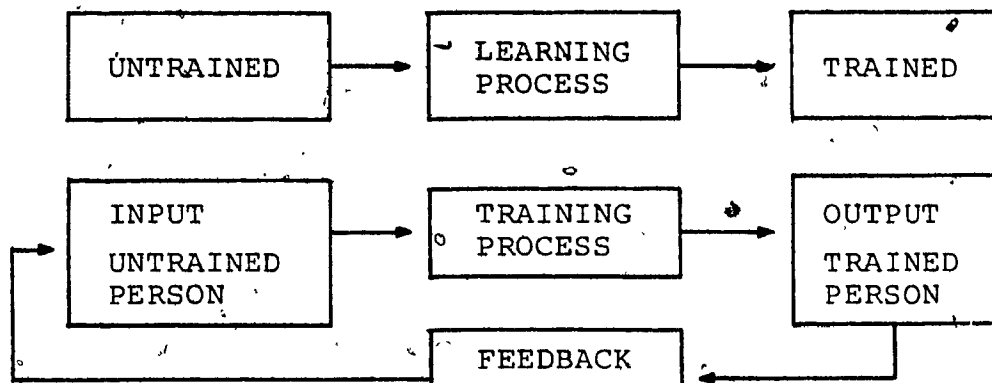 UNTRAINED
LEARNING
PROCESS
TRAINED
INPUT
UNTRAINED
PERSON
TRAINING
PROCESS
OUTPUT
TRAINED
PERSON
FEEDBACK